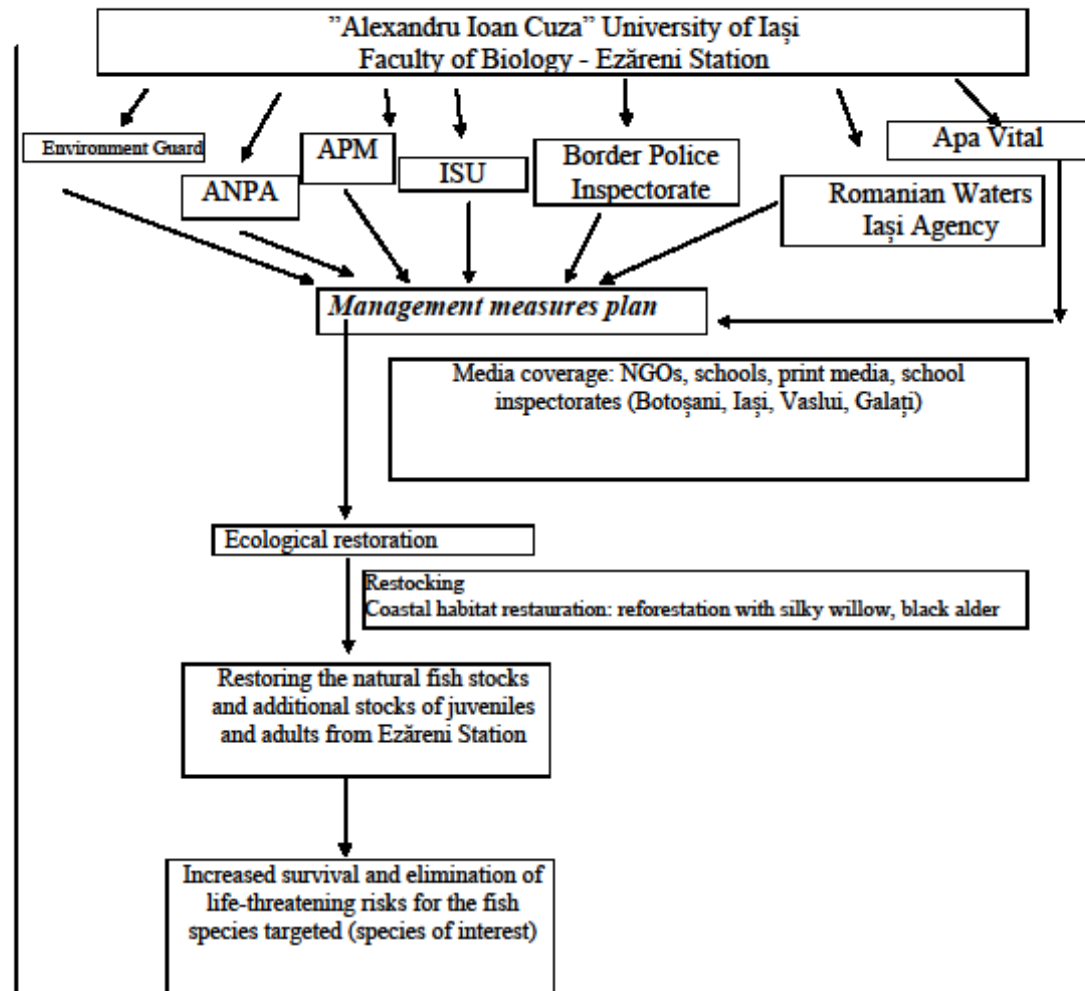 ”Alexandru Ioan Cuza” University of Iași
Faculty of Biology - Ezăreni Station
Environment Guard
ANPA
APM
ISU
Border Police
Inspectorate
Romanian Waters
Iași Agency
Apa Vital
Management measures plan
Media coverage: NGOs, schools, print media, school
inspectorates (Botoșani, Iași, Vaslui, Galați)
Ecological restoration
Restocking
Coastal habitat restauration: reforestation with silky willow, black alder
Restoring the natural fish stocks
and additional stocks of juveniles
and adults from Ezăreni Station
Increased survival and elimination of
life-threatening risks for the fish
species targeted (species of interest)